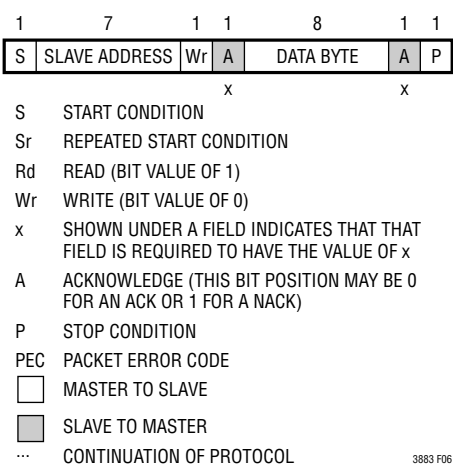 1 7 1 1 8 1 1
S SLAVE ADDRESS Wr A DATA BYTE A P
x x
S START CONDITION
Sr REPEATED START CONDITION
Rd READ (BIT VALUE OF 1)
Wr WRITE (BIT VALUE OF 0)
x SHOWN UNDER A FIELD INDICATES THAT THAT
FIELD IS REQUIRED TO HAVE THE VALUE OF x
A ACKNOWLEDGE (THIS BIT POSITION MAY BE 0
FOR AN ACK OR 1 FOR A NACK)
P STOP CONDITION
PEC PACKET ERROR CODE
MASTER TO SLAVE
SLAVE TO MASTER
... CONTINUATION OF PROTOCOL 3883 F06